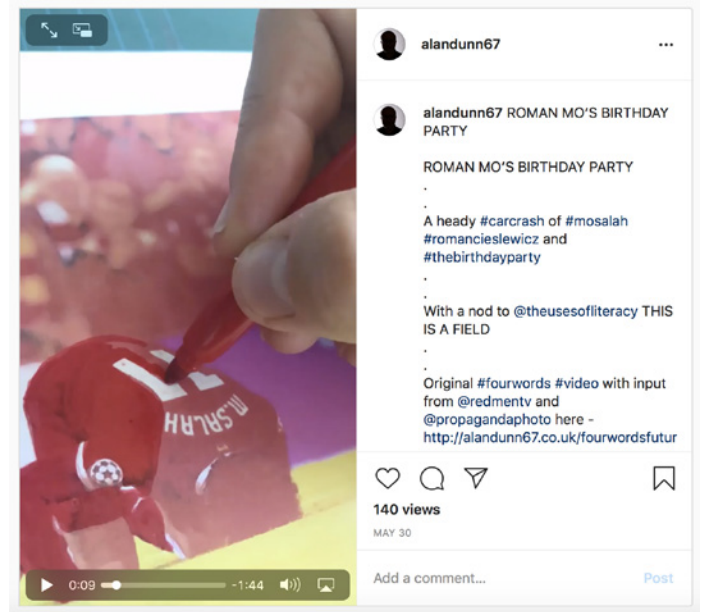 alandunn67
alandunn67 ROMAN MO'S BIRTHDAY
PARTY
ROMAN MO'S BIRTHDAY PARTY
.
.
A heady #carcrash of #mosalah
#romancieslewicz and
#thebirthdayparty
.
.
With a nod to @theusesofliteracy THIS
IS A FIELD
.
.
Original #fourwords #video with input
from @redmentv and
@propagandaphoto here -
http://alandunn67.co.uk/fourwordsfutur
140 views
MAY 30
Add a comment... Post
M.SALAH
11
0:09 -1:44